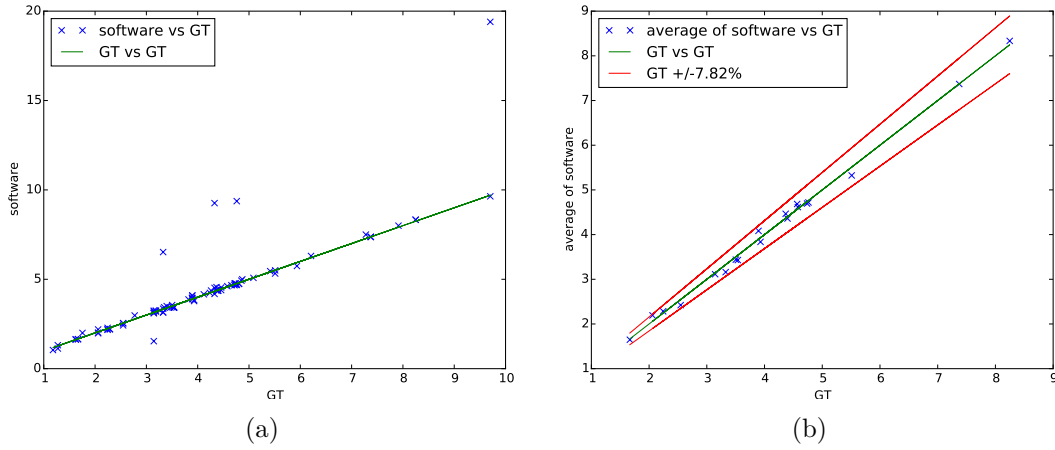 software vs GT
GT vs GT
software
20
15
10
5
0
1 2 3 4 5 6 7 8 9 10
GT
(a)
average of software vs GT
GT vs GT
GT +/-7.82%
average of software
9
8
7
6
5
4
3
2
1
1 2 3 4 5 6 7 8 9
GT
(b)